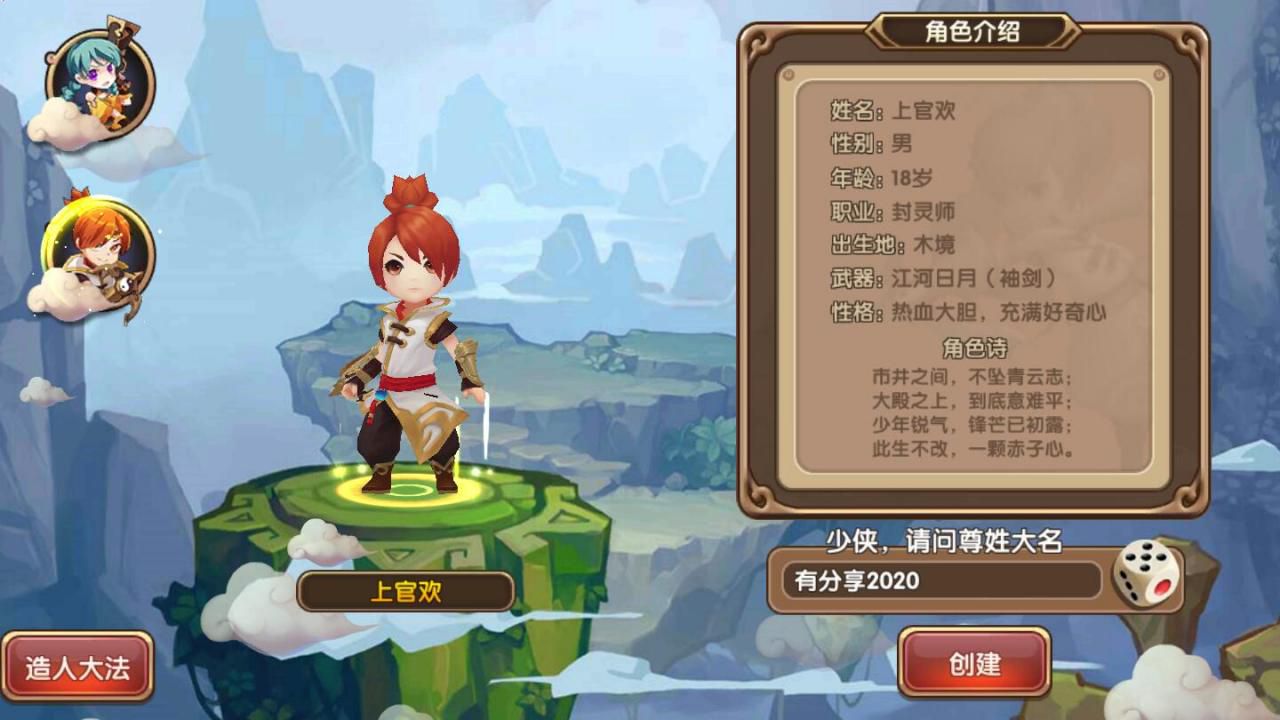 角色介绍
姓名：上官欢
性别：男
年龄：18岁
职业：封灵师
出生地：木境
武器：江河日月（袖剑）
性格：热血大胆，充满好奇心
角色诗
市井之间，不坠青云志；
大殿之上，到底意难平；
少年锐气，锋芒已初露；
此生不改，一颗赤子心。
少侠，请问尊姓大名
有分享2020
上官欢
造人大法
创建